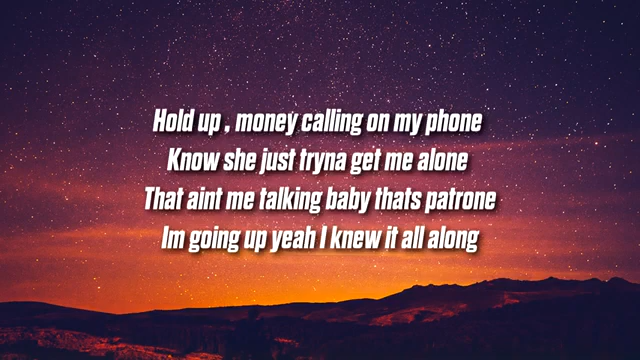 Hold up , money calling on my phone
Know she just tryna get me alone
That aint me talking baby thats patrone
Im going up yeah I knew it all along